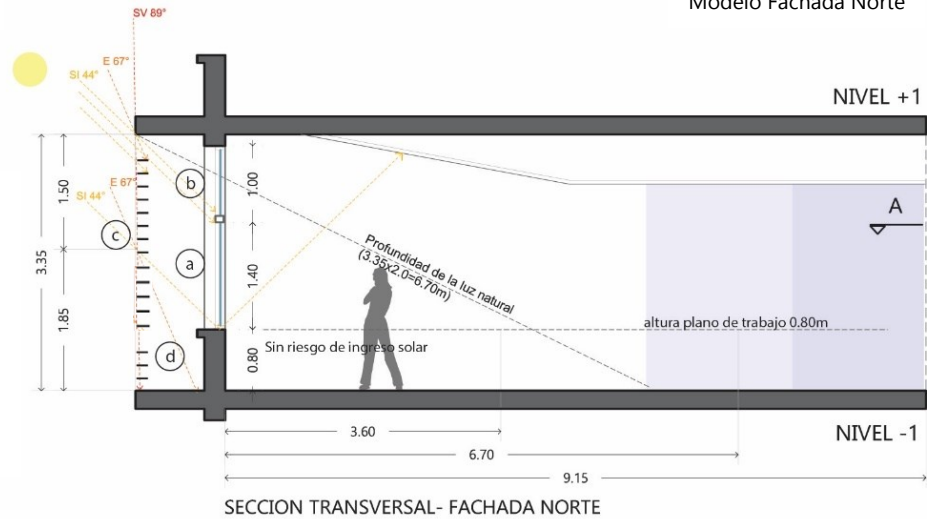 Modelo Fachada Norte
SV 89°
E 67°
SI 44°
NIVEL +1
b
1.00
1.50
E 67°
SI 44°
A
c
3.35
a
Profundidad de la luz natural
(3.35x2.0=6.70m)
1.40
1.85
altura plano de trabajo 0.80m
Sin riesgo de ingreso solar
d
0.80
3.60
NIVEL -1
6.70
9.15
SECCION TRANSVERSAL- FACHADA NORTE